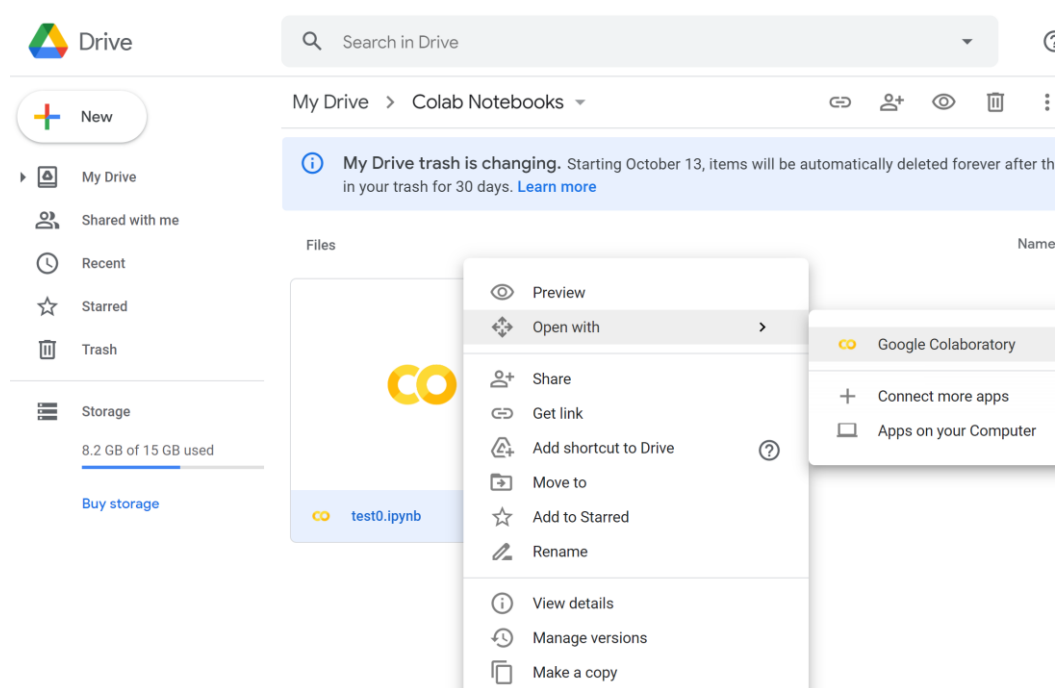 Drive
Search in Drive
New
My Drive
Shared with me
Recent
Starred
Trash
Storage
8.2 GB of 15 GB used
Buy storage
My Drive > Colab Notebooks
My Drive trash is changing. Starting October 13, items will be automatically deleted forever after
in your trash for 30 days. Learn more
Files
Name
test0.ipynb
Preview
Open with
Share
Get link
Add shortcut to Drive
Move to
Add to Starred
Rename
View details
Manage versions
Make a copy
Google Colaboratory
Connect more apps
Apps on your Computer